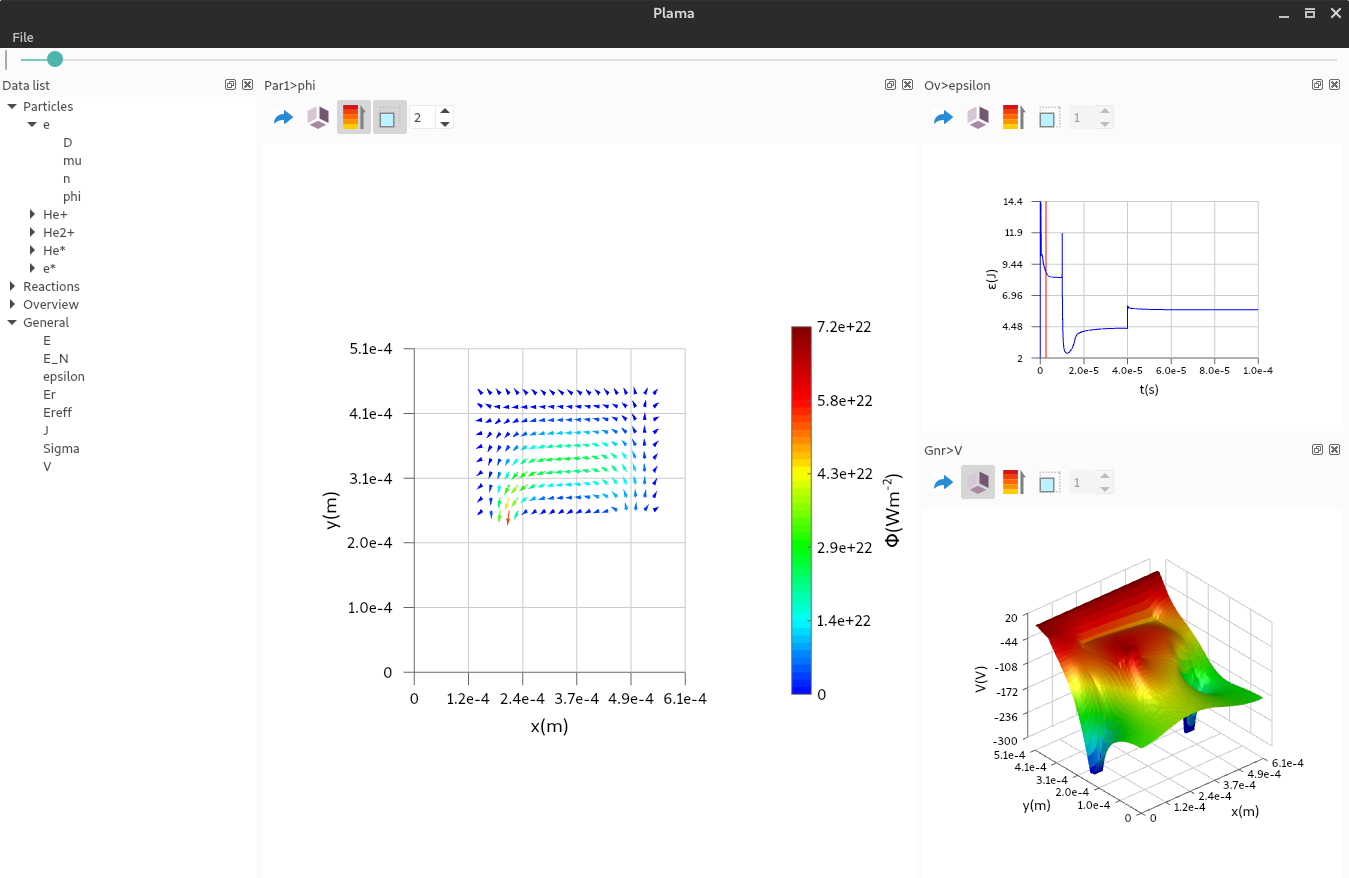 Plama
File
Data list
Particles
e
D
mu
n
phi
He+
He2+
He*
e*
Reactions
Overview
General
E
E_N
epsilon
Er
Ereff
J
Sigma
V
Par1>phi
2
5.1e-4
4.1e-4
3.1e-4
2.0e-4
1.0e-4
0
y(m)
0 1.2e-4 2.4e-4 3.7e-4 4.9e-4 6.1e-4
x(m)
7.2e+22
5.8e+22
4.3e+22
2.9e+22
1.4e+22
0
Φ(Wm-2)
Ov>epsilon
1
14.4
11.9
9.44
6.96
4.48
2
ε(J)
0 2.0e-5 4.0e-5 6.0e-5 8.0e-5 1.0e-4
t(s)
Gnr>V
1
20
-44
-108
-172
-236
-300
V(V)
5.1e-4
4.1e-4
3.1e-4
2.0e-4
1.0e-4
0
y(m)
0
1.2e-4
2.4e-4
3.7e-4
4.9e-4
6.1e-4
x(m)